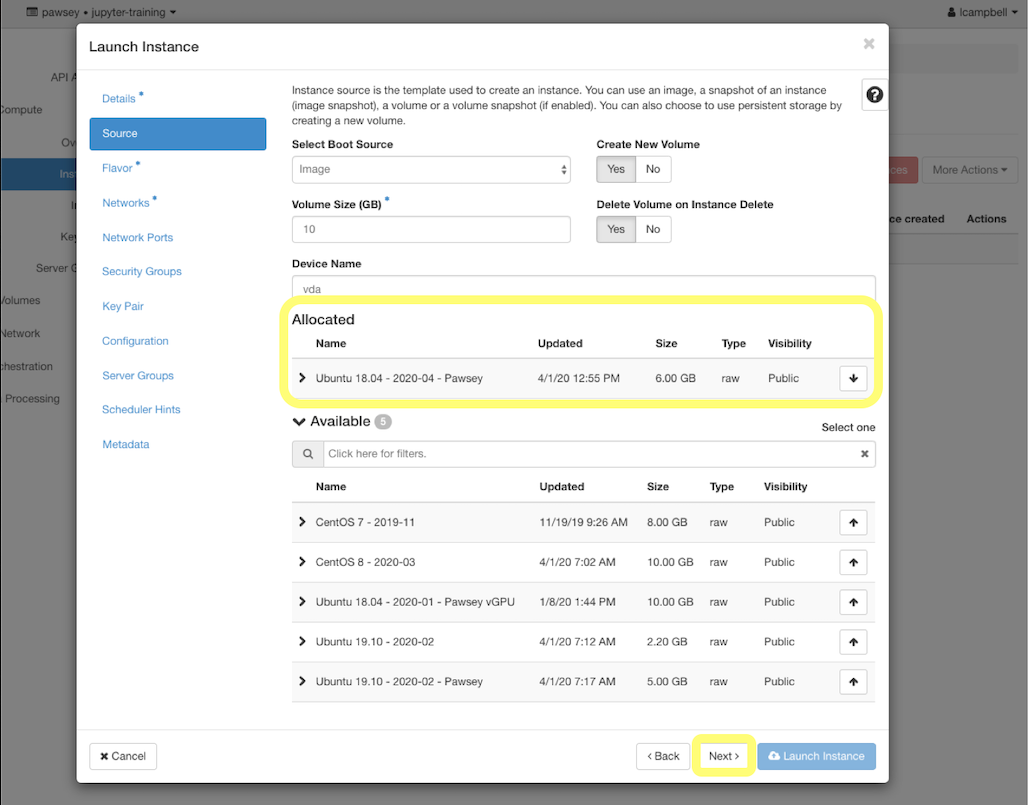 pawsey • jupyter-training
lcampbell
Launch Instance
API A
Compute
Ov
Ins
In
Key
Server G
Volumes
Network
chestration
Processing
ces
More Actions
ce created
Actions
Details *
Source
Flavor *
Networks *
Network Ports
Security Groups
Key Pair
Configuration
Server Groups
Scheduler Hints
Metadata
Instance source is the template used to create an instance. You can use an image, a snapshot of an instance
(image snapshot), a volume or a volume snapshot (if enabled). You can also choose to use persistent storage by
creating a new volume.
Select Boot Source
Create New Volume
Image
Yes No
Volume Size (GB) *
Delete Volume on Instance Delete
10
Yes No
Device Name
vda
Allocated
Name Updated Size Type Visibility
Ubuntu 18.04 - 2020-04 - Pawsey 4/1/20 12:55 PM 6.00 GB raw Public
Available 5
Select one
Click here for filters.
Name Updated Size Type Visibility
CentOS 7 - 2019-11 11/19/19 9:26 AM 8.00 GB raw Public
CentOS 8 - 2020-03 4/1/20 7:02 AM 10.00 GB raw Public
Ubuntu 18.04 - 2020-01 - Pawsey vGPU 1/8/20 1:44 PM 10.00 GB raw Public
Ubuntu 19.10 - 2020-02 4/1/20 7:12 AM 2.20 GB raw Public
Ubuntu 19.10 - 2020-02 - Pawsey 4/1/20 7:17 AM 5.00 GB raw Public
Cancel
‹ Back
Next ›
Launch Instance